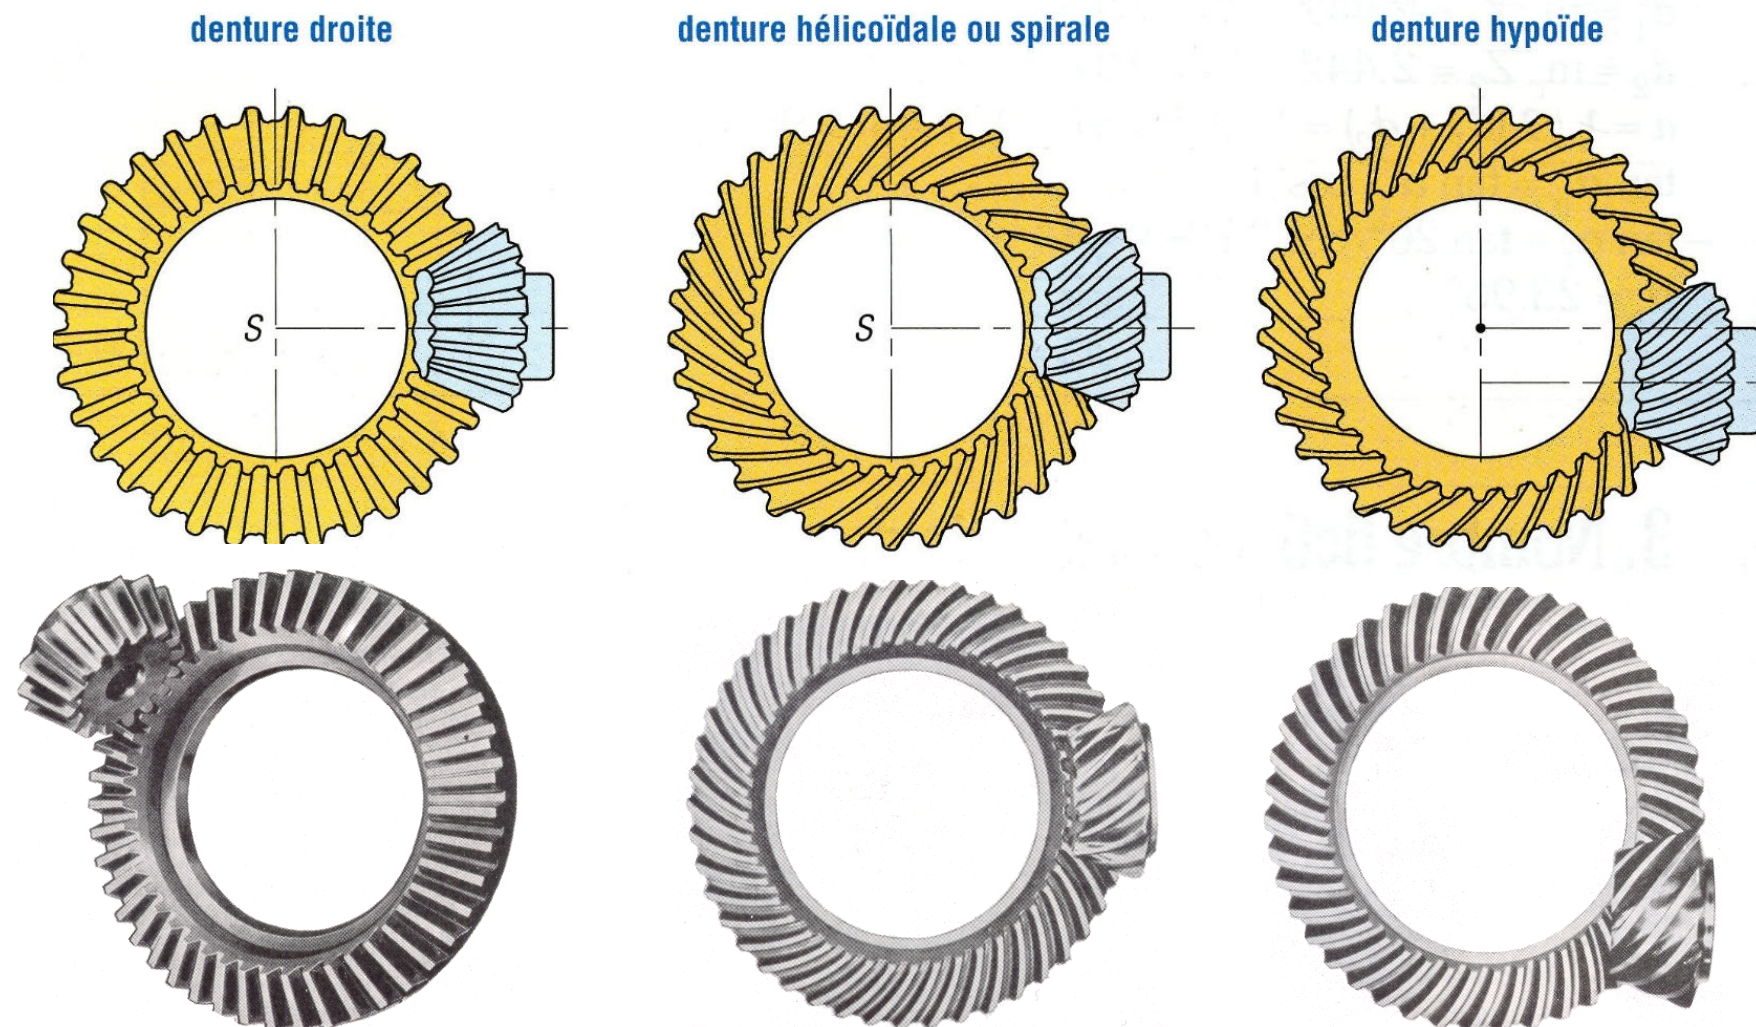 denture droite
denture hélicoïdale ou spirale
denture hypoïde
S
S